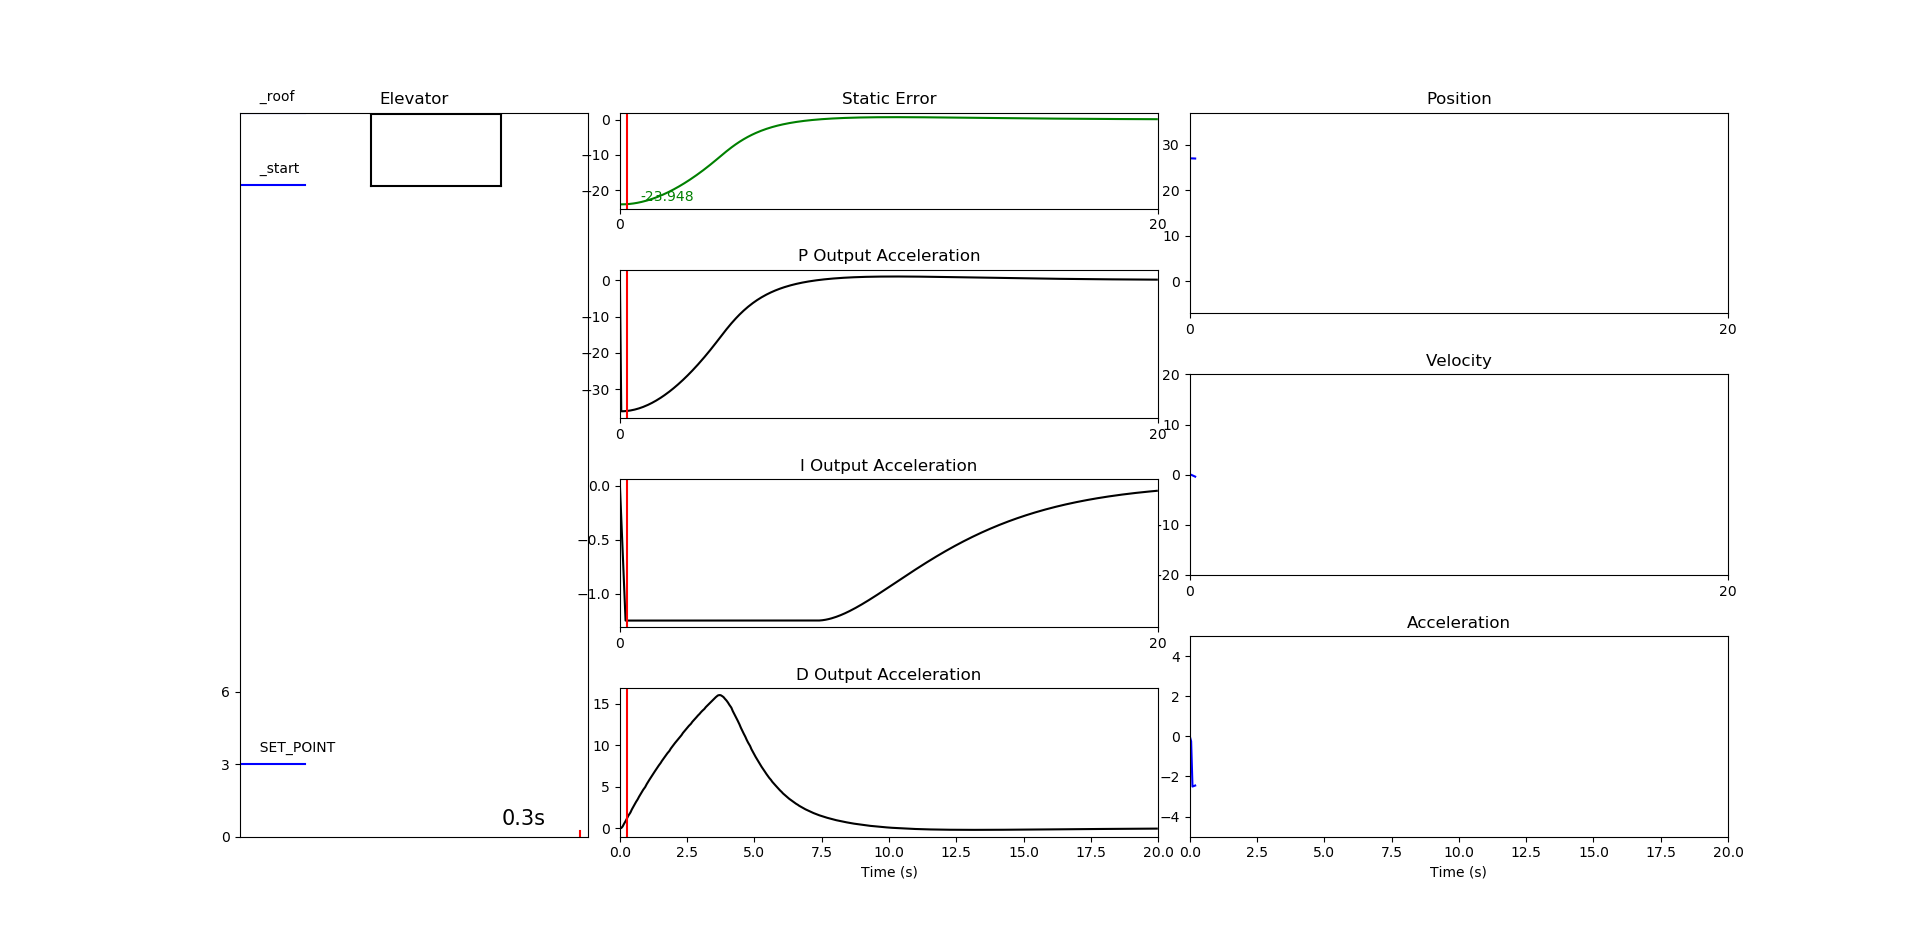 _roof
Elevator
_start
6
SET_POINT
3
0.3s
0
Static Error
0
−10
−20
-23.948
0
20
P Output Acceleration
0
−10
−20
−30
0
20
I Output Acceleration
0.0
−0.5
−1.0
0
20
D Output Acceleration
15
10
5
0
0.0 2.5 5.0 7.5 10.0 12.5 15.0 17.5 20.0
Time (s)
Position
30
20
10
0
0
20
Velocity
20
10
0
-10
-20
0
20
Acceleration
4
2
0
−2
−4
0.0 2.5 5.0 7.5 10.0 12.5 15.0 17.5 20.0
Time (s)